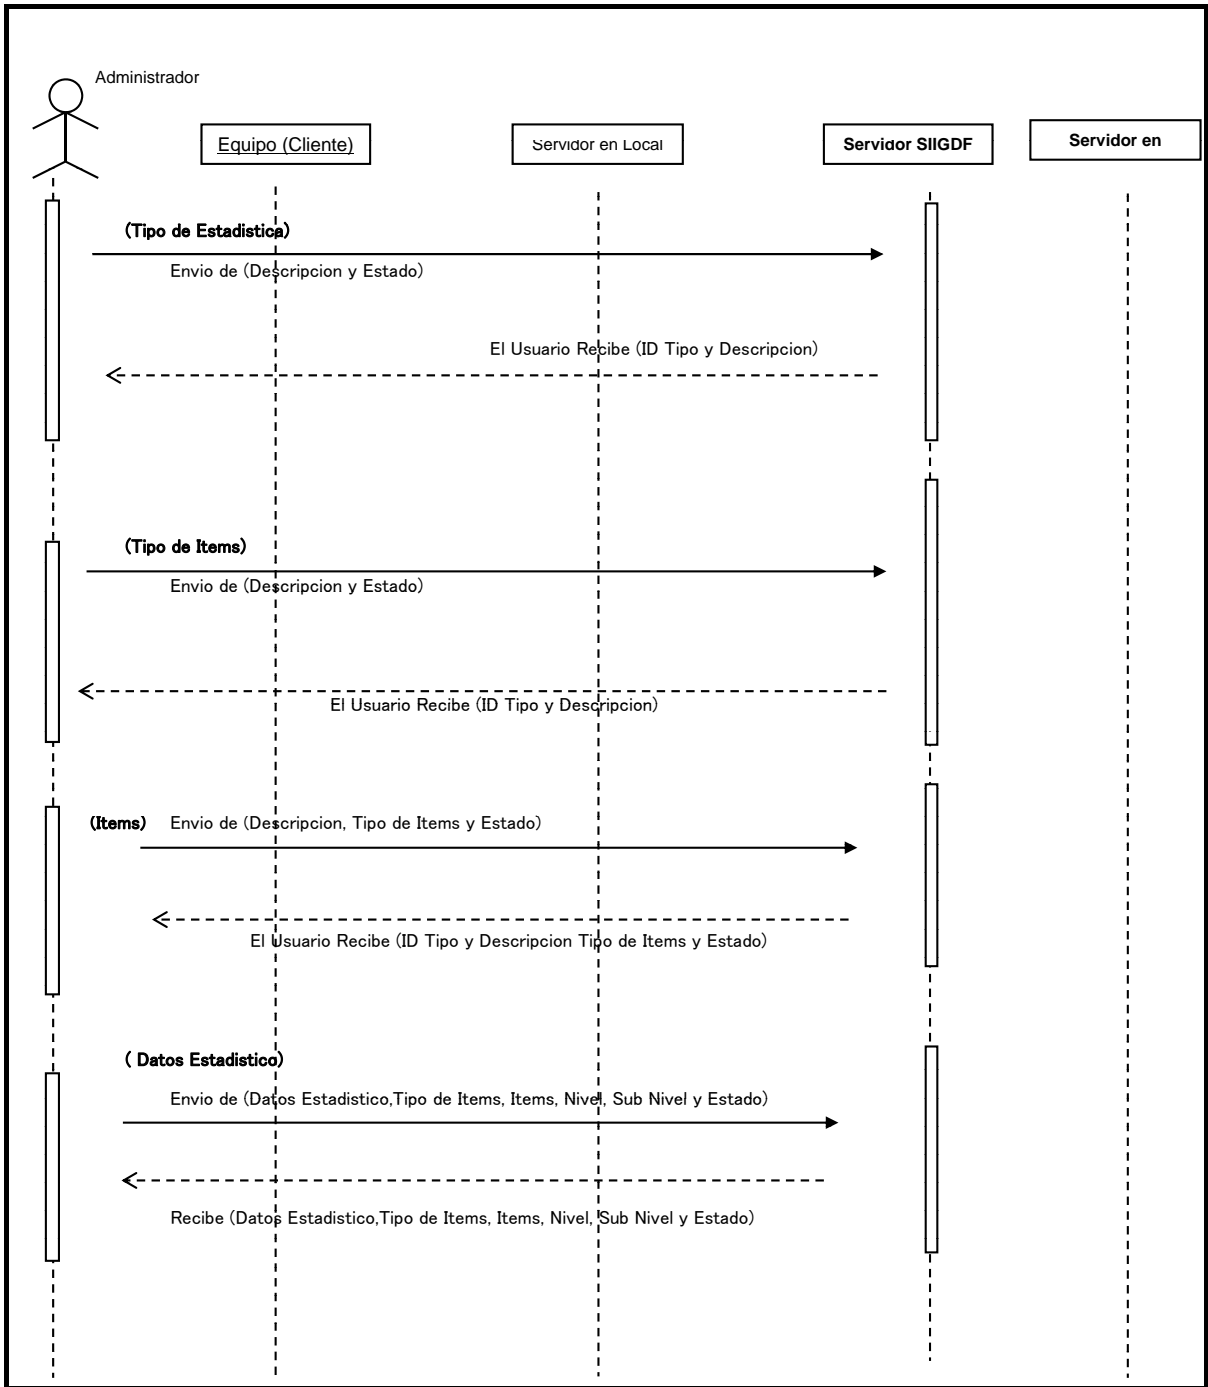 Administrador
Equipo (Cliente)
Servidor en Local
Servidor SIIGDF
Servidor en
(Tipo de Estadistica)
Envio de (Descripcion y Estado)
El Usuario Recibe (ID Tipo y Descripcion)
(Tipo de Items)
Envio de (Descripcion y Estado)
El Usuario Recibe (ID Tipo y Descripcion)
(Items) Envio de (Descripcion, Tipo de Items y Estado)
El Usuario Recibe (ID Tipo y Descripcion Tipo de Items y Estado)
( Datos Estadistico)
Envio de (Datos Estadistico,Tipo de Items, Items, Nivel, Sub Nivel y Estado)
Recibe (Datos Estadistico,Tipo de Items, Items, Nivel, Sub Nivel y Estado)